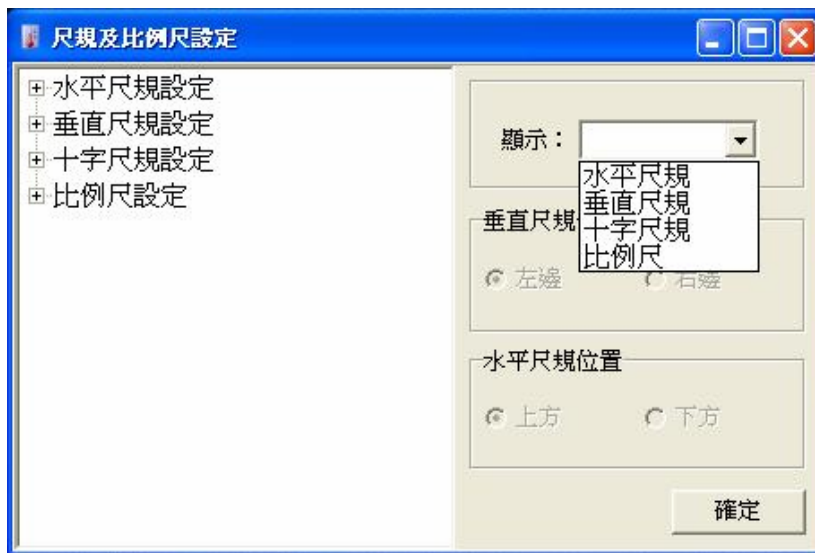 尺規及比例尺設定
水平尺規設定
垂直尺規設定
十字尺規設定
比例尺設定
顯示：
水平尺規
垂直尺規
十字尺規
比例尺
垂直尺規
左邊
右邊
水平尺規位置
上方
下方
確定